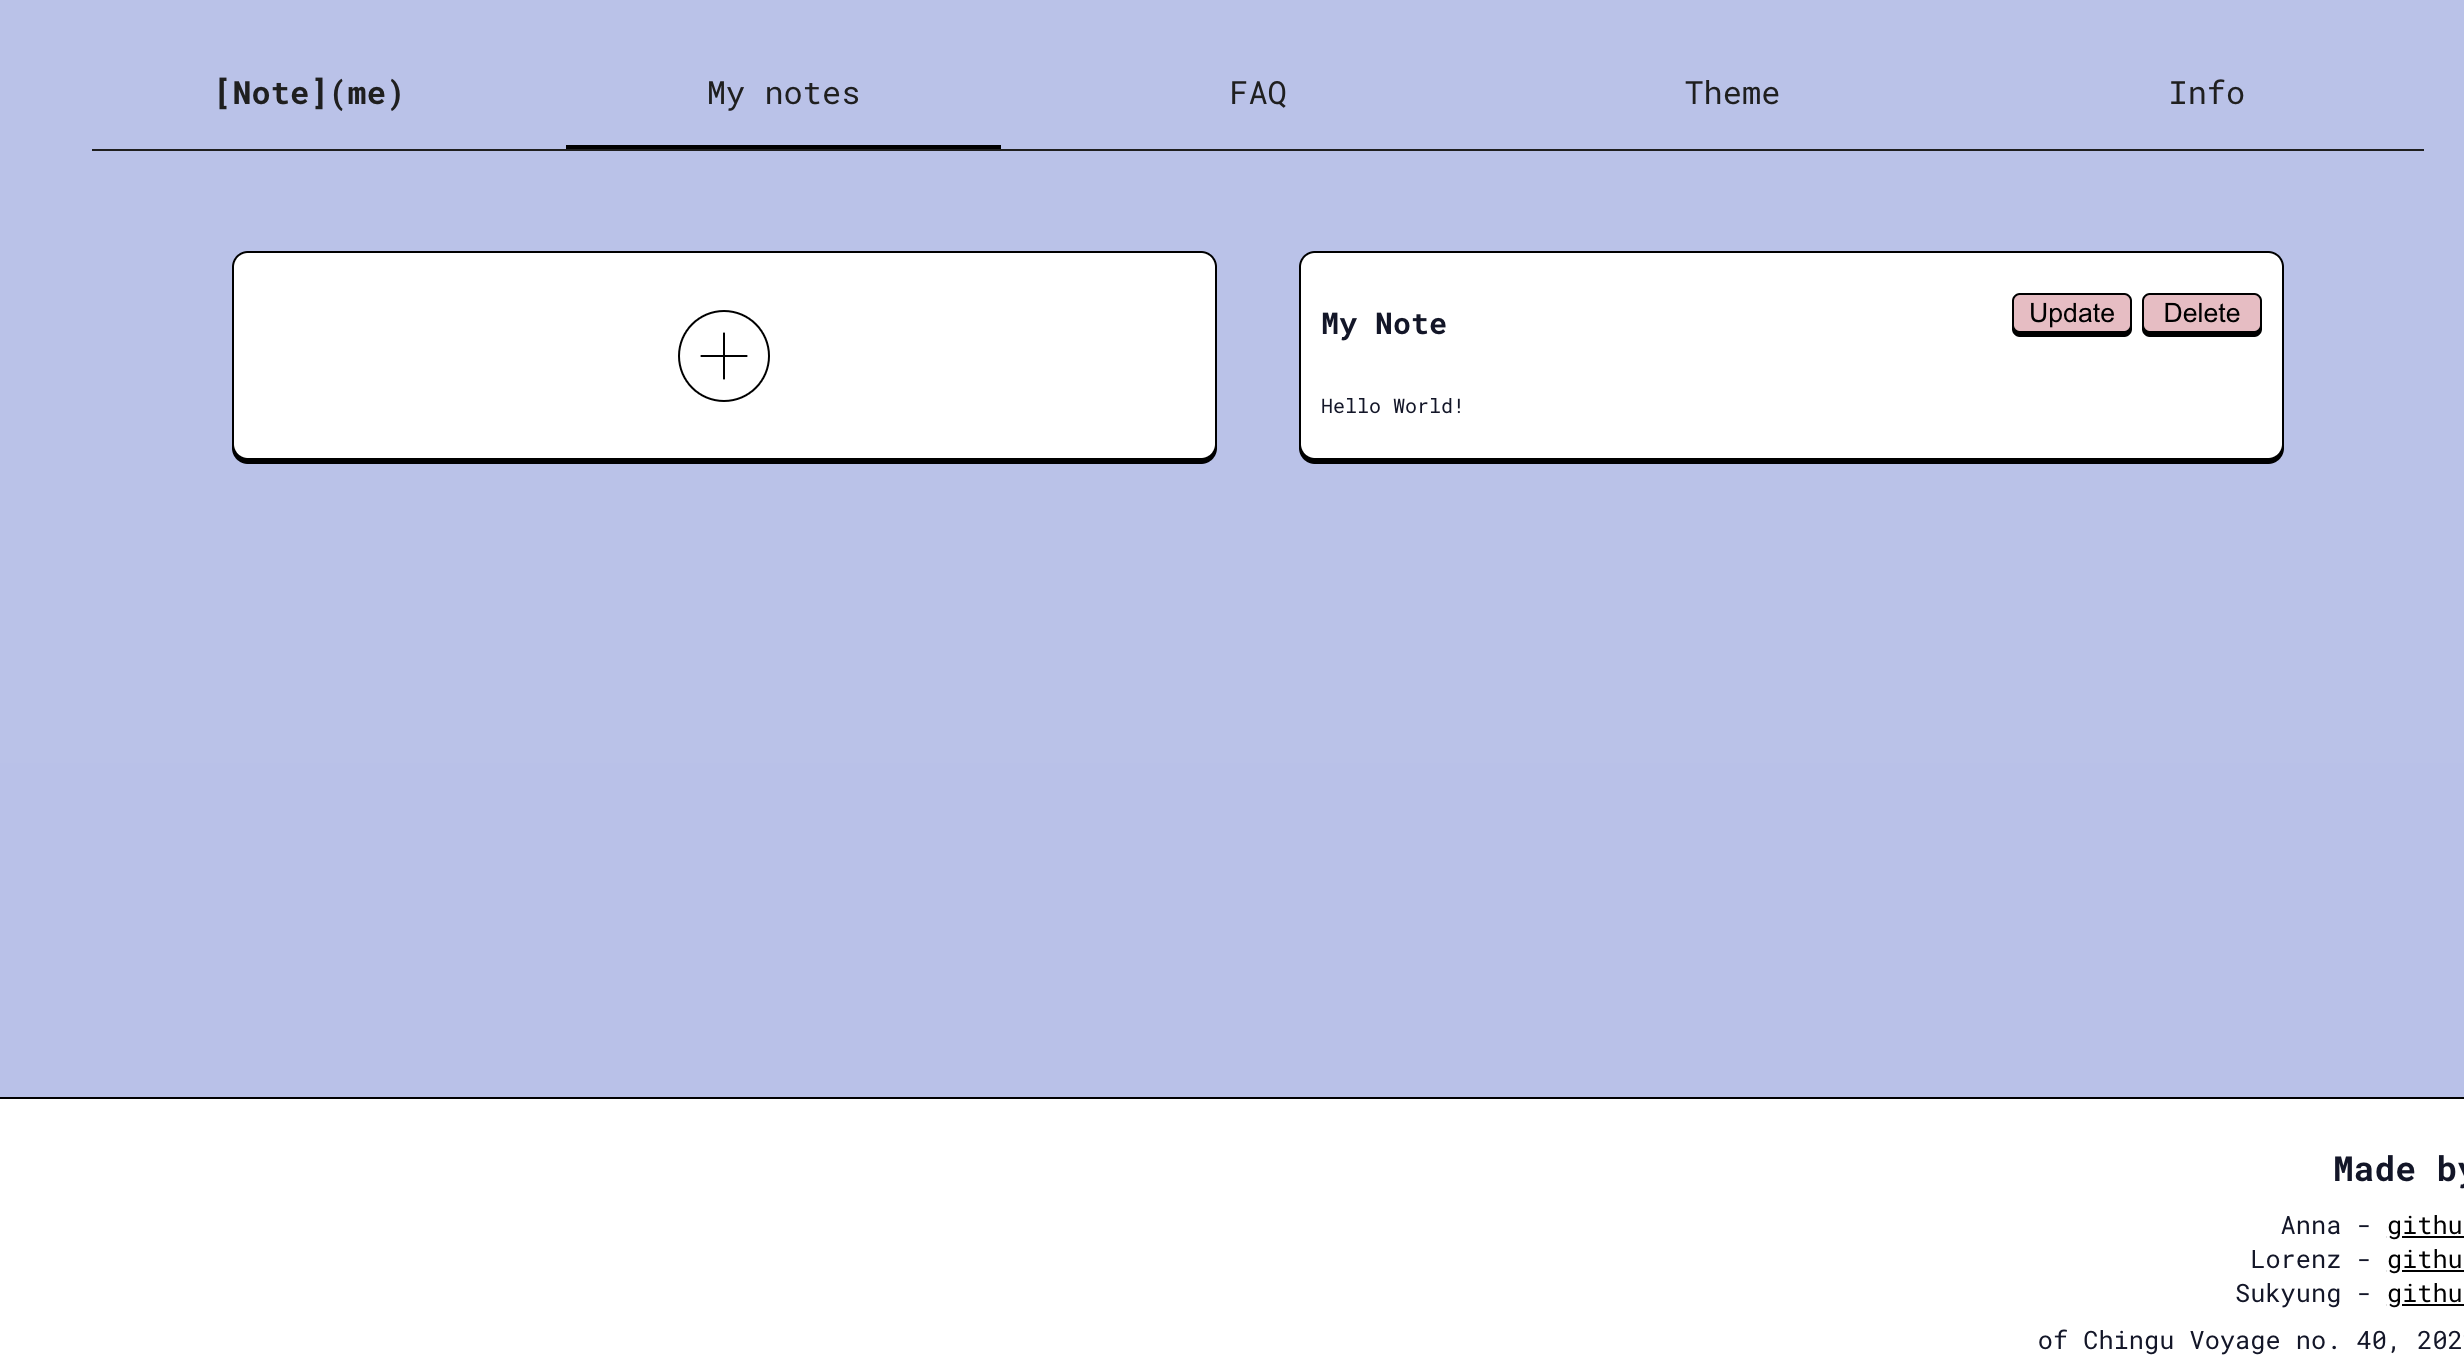 [Note](me) My notes FAQ Theme Info
My Note Update Delete
Hello World!
Made by
Anna - githu
Lorenz - githu
Sukyung - githu
of Chingu Voyage no. 40, 202